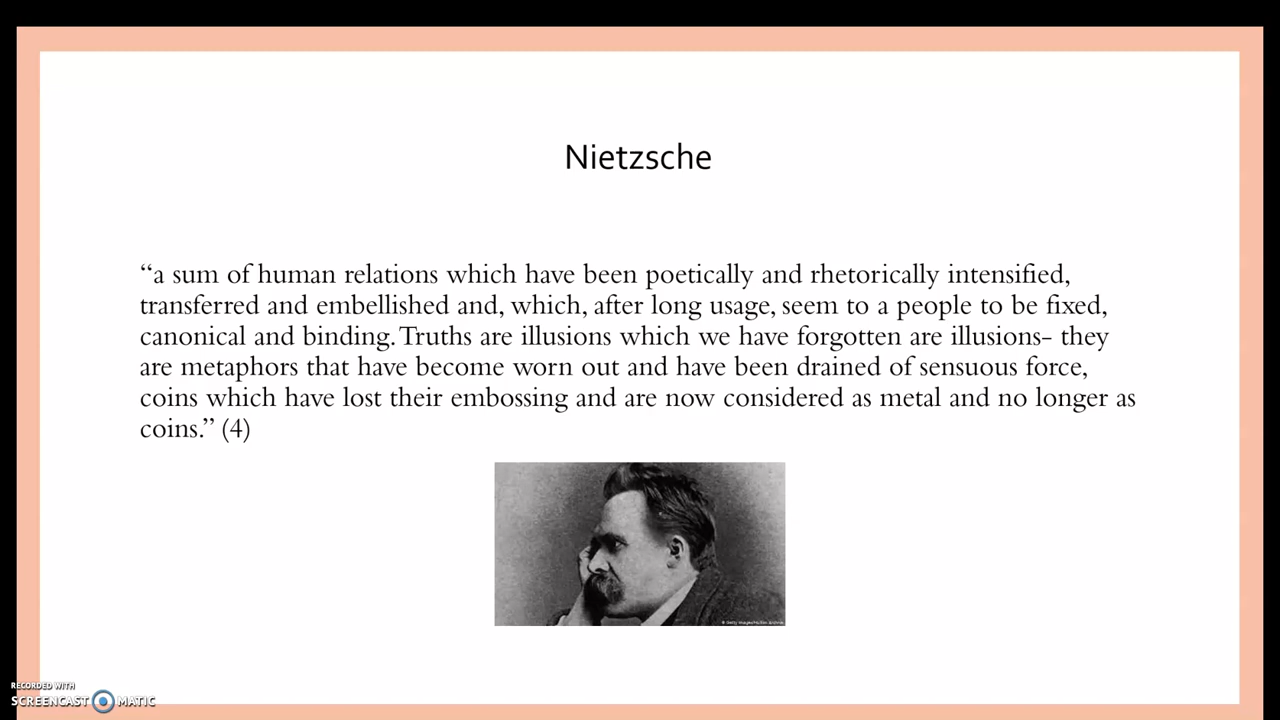 Nietzsche
“a sum of human relations which have been poetically and rhetorically intensified,
transferred and embellished and, which, after long usage, seem to a people to be fixed,
canonical and binding. Truths are illusions which we have forgotten are illusions- they
are metaphors that have become worn out and have been drained of sensuous force,
coins which have lost their embossing and are now considered as metal and no longer as
coins.” (4)
RECORDED WITH
SCREENCAST MATIC